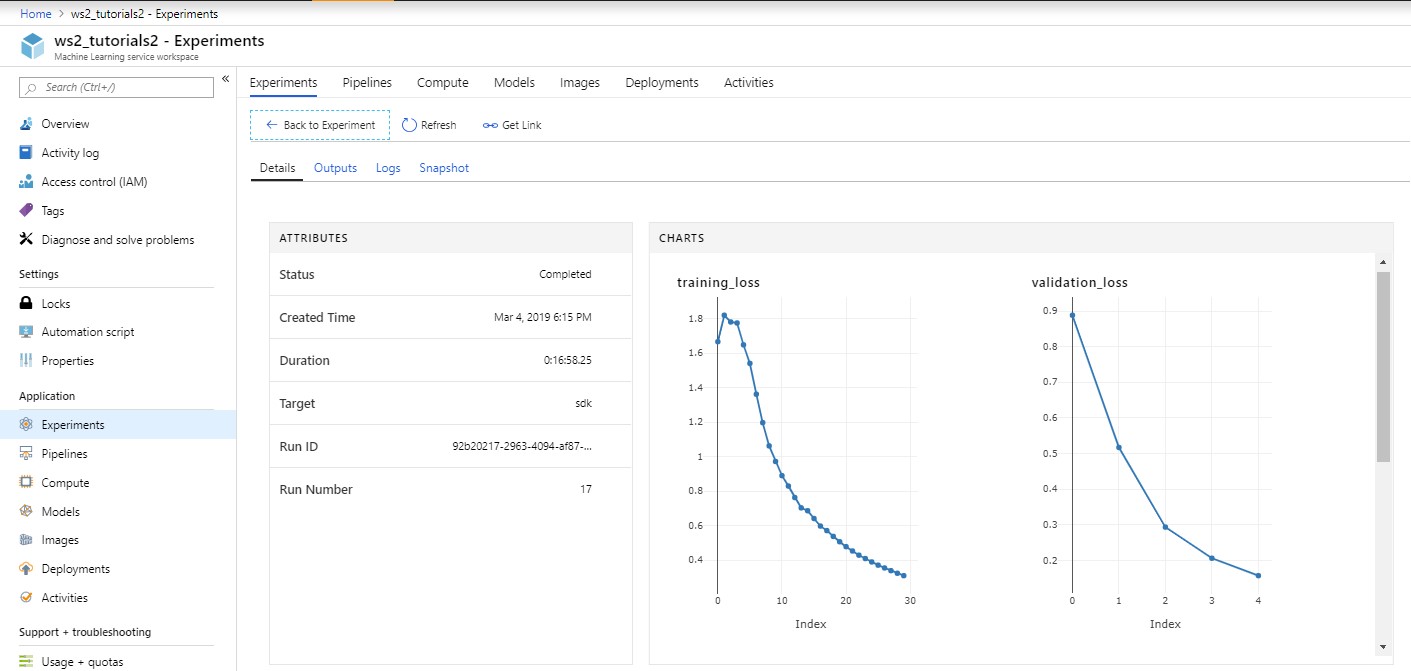 Home > ws2_tutorials2 - Experiments
ws2_tutorials2 - Experiments
Machine Learning service workspace
Search (Ctrl+/)
«
Overview
Activity log
Access control (IAM)
Tags
Diagnose and solve problems
Settings
Locks
Automation script
Properties
Application
Experiments
Pipelines
Compute
Models
Images
Deployments
Activities
Support + troubleshooting
Usage + quotas
Experiments Pipelines Compute Models Images Deployments Activities
Back to Experiment Refresh Get Link
Details Outputs Logs Snapshot
ATTRIBUTES
Status Completed
Created Time Mar 4, 2019 6:15 PM
Duration 0:16:58.25
Target sdk
Run ID 92b20217-2963-4094-af87-...
Run Number 17
CHARTS
training_loss
1.8
1.6
1.4
1.2
1
0.8
0.6
0.4
0 10 20 30
Index
validation_loss
0.9
0.8
0.7
0.6
0.5
0.4
0.3
0.2
0 1 2 3 4
Index